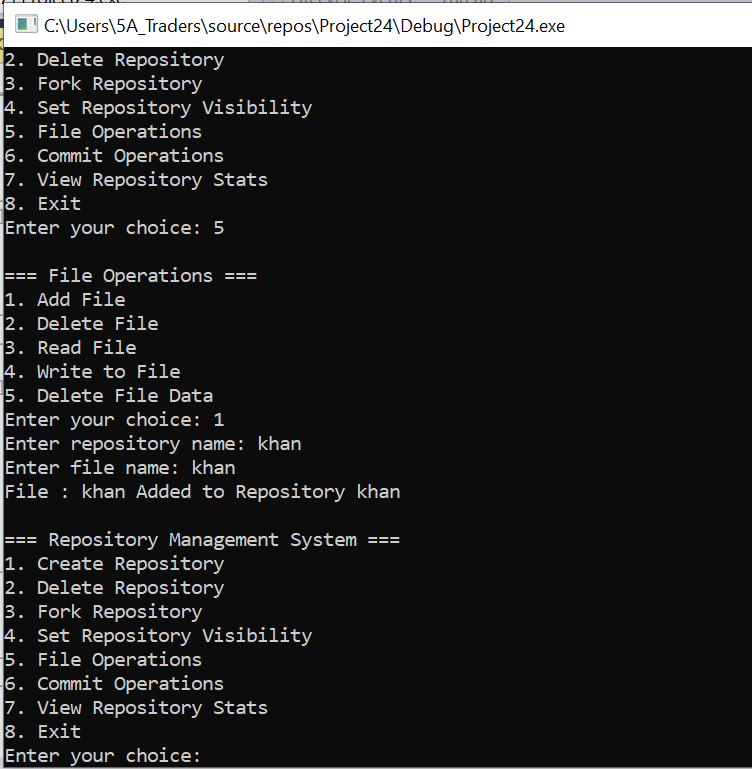 C:\Users\5A_Traders\source\repos\Project24\Debug\Project24.exe
2. Delete Repository
3. Fork Repository
4. Set Repository Visibility
5. File Operations
6. Commit Operations
7. View Repository Stats
8. Exit
Enter your choice: 5
=== File Operations ===
1. Add File
2. Delete File
3. Read File
4. Write to File
5. Delete File Data
Enter your choice: 1
Enter repository name: khan
Enter file name: khan
File : khan Added to Repository khan
=== Repository Management System ===
1. Create Repository
2. Delete Repository
3. Fork Repository
4. Set Repository Visibility
5. File Operations
6. Commit Operations
7. View Repository Stats
8. Exit
Enter your choice: